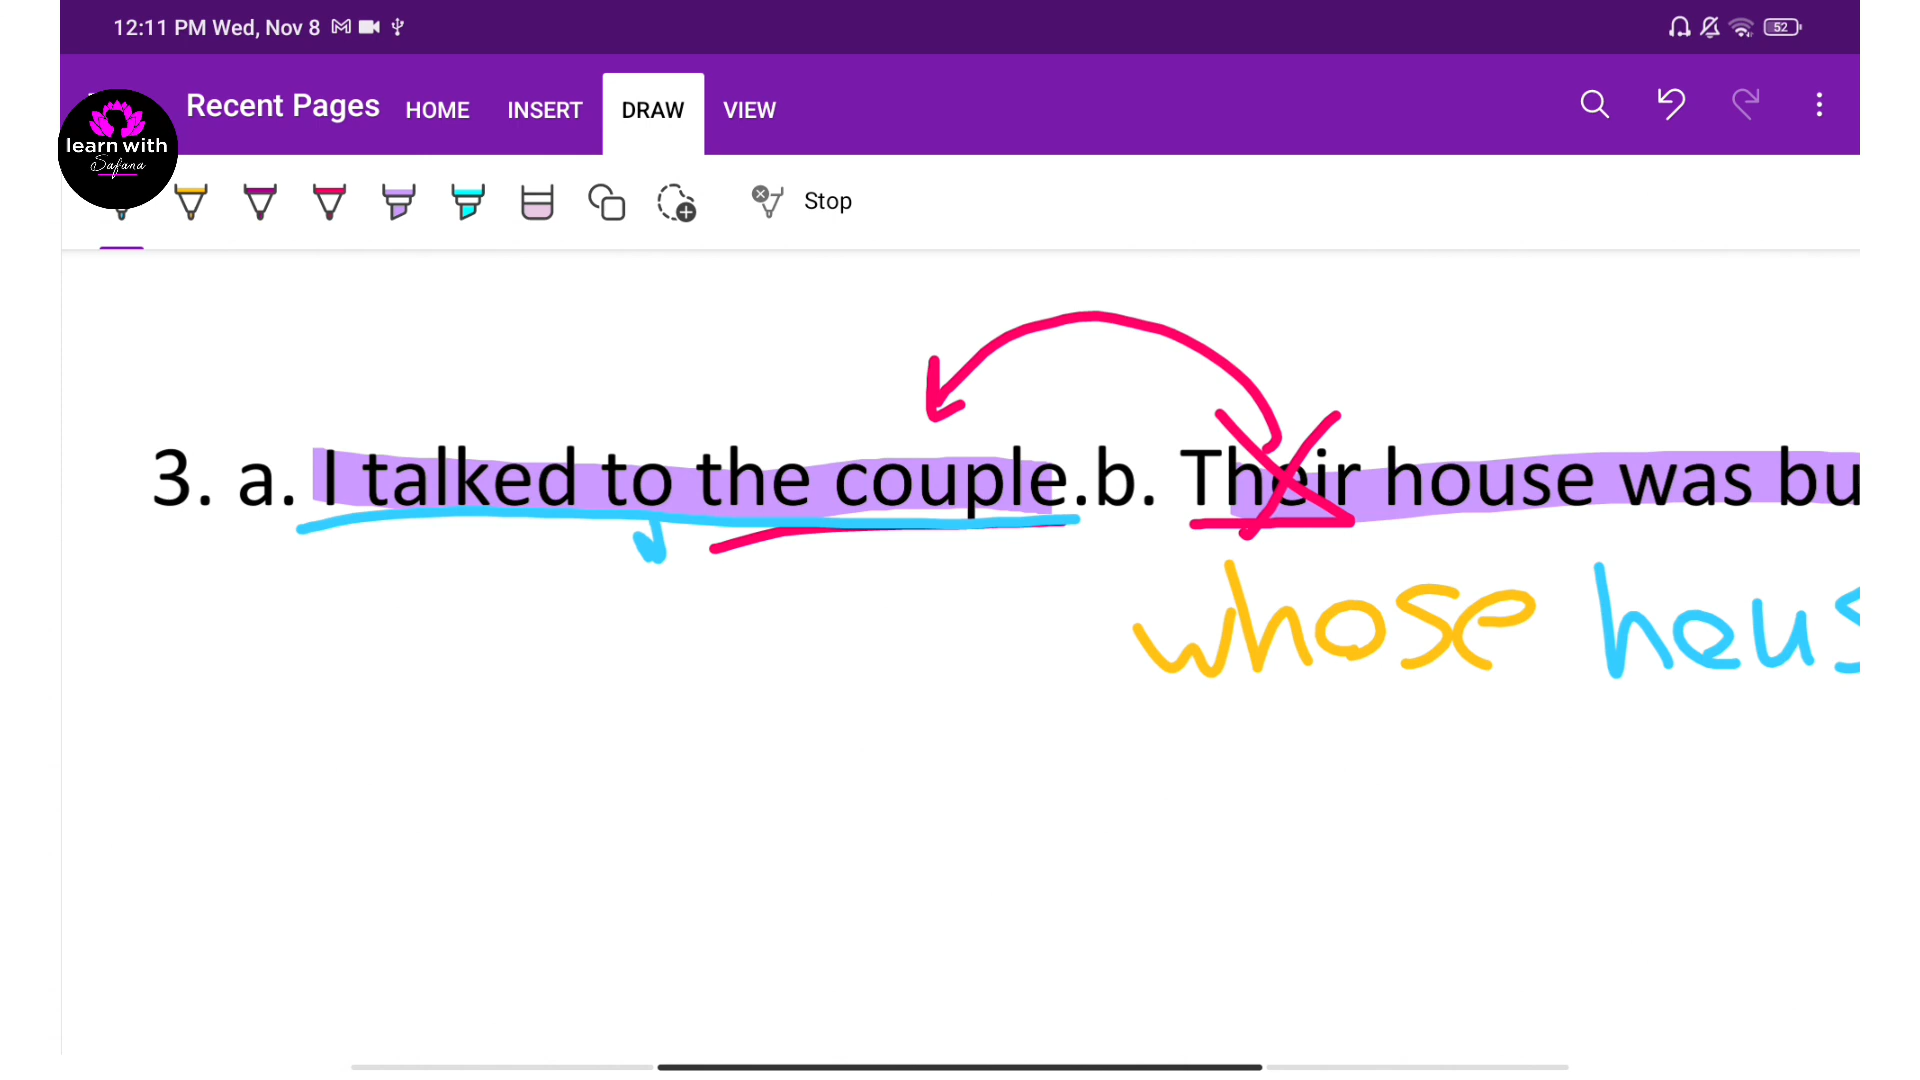 12:11 PM Wed, Nov 8
52
learn with
Safana
Recent Pages HOME INSERT DRAW VIEW
Stop
3. a. I talked to the couple.b. Their house was bu
whose hous